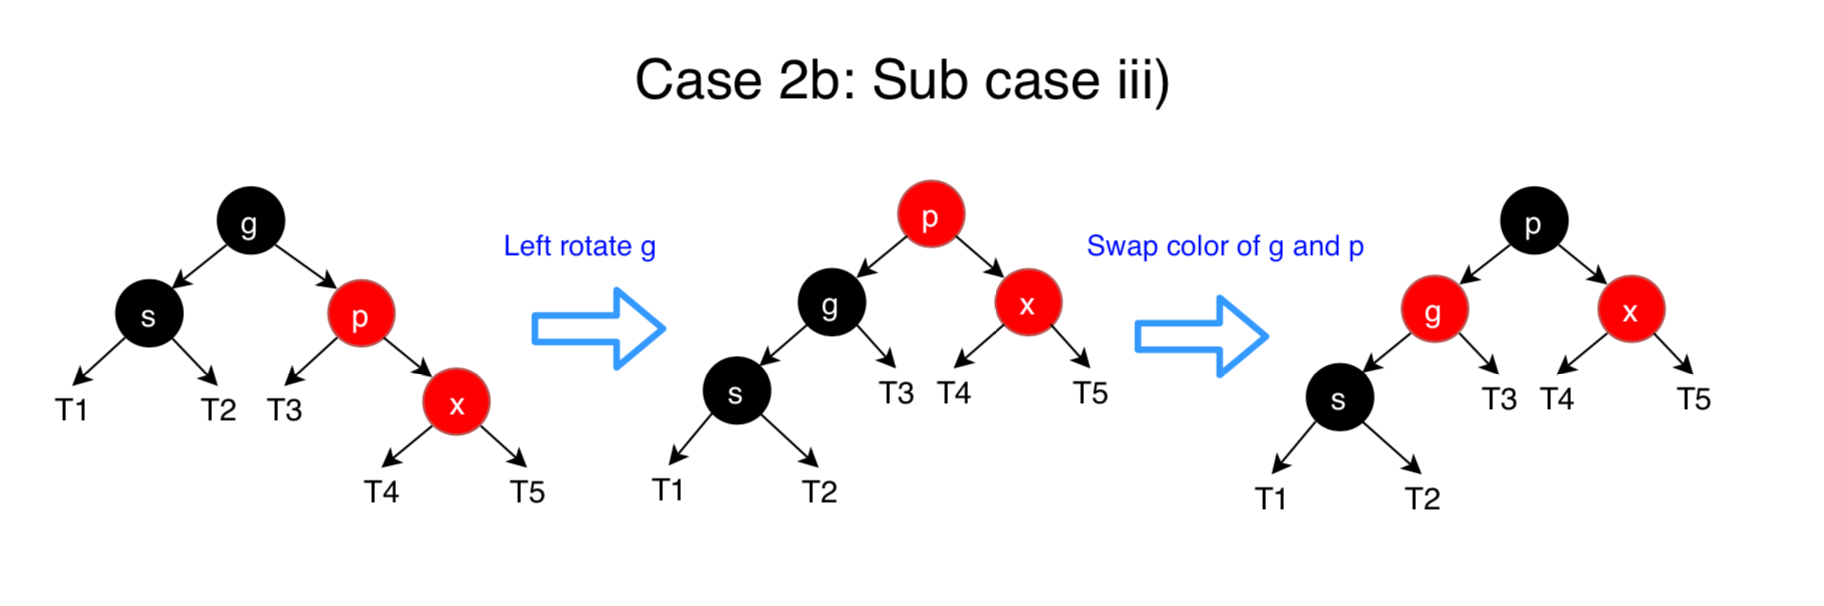 Case 2b: Sub case iii)
g
s
p
x
T1
T2
T3
T4
T5
Left rotate g
p
g
x
s
T3
T4
T5
T1
T2
Swap color of g and p
p
g
x
s
T3
T4
T5
T1
T2